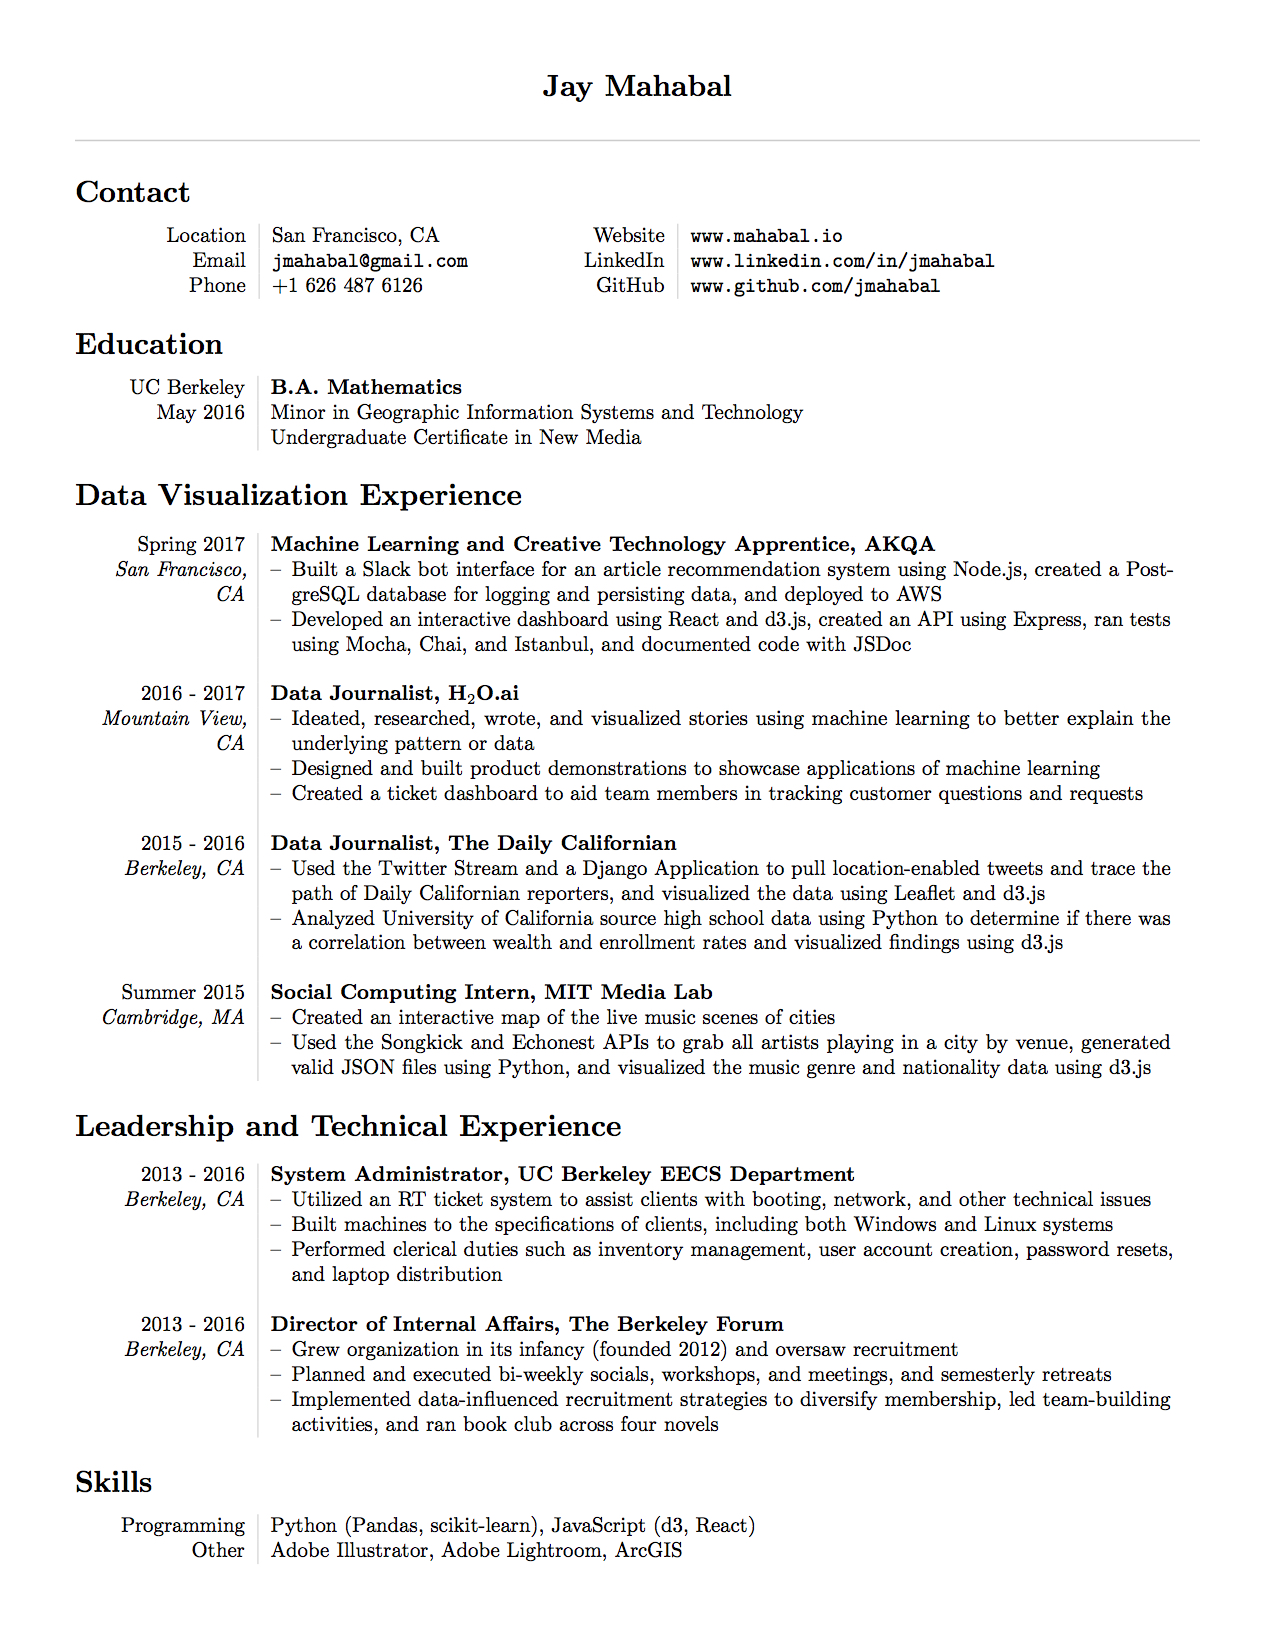 Jay Mahabal
Contact
Location San Francisco, CA
Email jmahabal@gmail.com
Phone +1 626 487 6126
Website www.mahabal.io
LinkedIn www.linkedin.com/in/jmahabal
GitHub www.github.com/jmahabal
Education
UC Berkeley B.A. Mathematics
May 2016 Minor in Geographic Information Systems and Technology
Undergraduate Certificate in New Media
Data Visualization Experience
Spring 2017 Machine Learning and Creative Technology Apprentice, AKQA
San Francisco, – Built a Slack bot interface for an article recommendation system using Node.js, created a Post-
CA greSQL database for logging and persisting data, and deployed to AWS
– Developed an interactive dashboard using React and d3.js, created an API using Express, ran tests
using Mocha, Chai, and Istanbul, and documented code with JSDoc
2016 - 2017 Data Journalist, H₂O.ai
Mountain View, – Ideated, researched, wrote, and visualized stories using machine learning to better explain the
CA underlying pattern or data
– Designed and built product demonstrations to showcase applications of machine learning
– Created a ticket dashboard to aid team members in tracking customer questions and requests
2015 - 2016 Data Journalist, The Daily Californian
Berkeley, CA – Used the Twitter Stream and a Django Application to pull location-enabled tweets and trace the
path of Daily Californian reporters, and visualized the data using Leaflet and d3.js
– Analyzed University of California source high school data using Python to determine if there was
a correlation between wealth and enrollment rates and visualized findings using d3.js
Summer 2015 Social Computing Intern, MIT Media Lab
Cambridge, MA – Created an interactive map of the live music scenes of cities
– Used the Songkick and Echonest APIs to grab all artists playing in a city by venue, generated
valid JSON files using Python, and visualized the music genre and nationality data using d3.js
Leadership and Technical Experience
2013 - 2016 System Administrator, UC Berkeley EECS Department
Berkeley, CA – Utilized an RT ticket system to assist clients with booting, network, and other technical issues
– Built machines to the specifications of clients, including both Windows and Linux systems
– Performed clerical duties such as inventory management, user account creation, password resets,
and laptop distribution
2013 - 2016 Director of Internal Affairs, The Berkeley Forum
Berkeley, CA – Grew organization in its infancy (founded 2012) and oversaw recruitment
– Planned and executed bi-weekly socials, workshops, and meetings, and semesterly retreats
– Implemented data-influenced recruitment strategies to diversify membership, led team-building
activities, and ran book club across four novels
Skills
Programming Python (Pandas, scikit-learn), JavaScript (d3, React)
Other Adobe Illustrator, Adobe Lightroom, ArcGIS